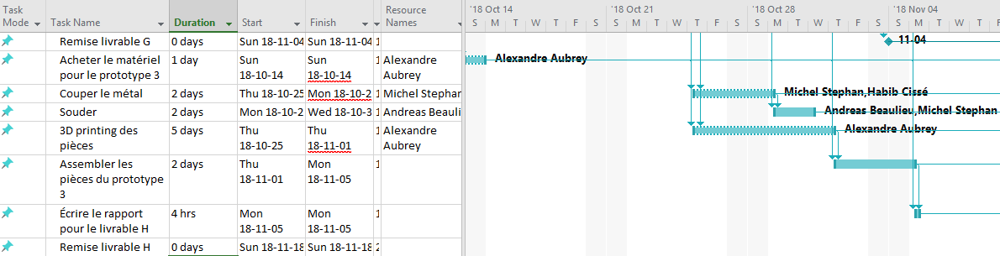 Task Mode Task Name Duration Start Finish Resource Names
'18 Oct 14 '18 Oct 21 '18 Oct 28 '18 Nov 04
S M T W T F S S M T W T F S S M T W T F S S M T W T F
Remise livrable G 0 days Sun 18-11-04 Sun 18-11-04 1
11-04
Acheter le matériel 1 day Sun Sun 1 Alexandre
pour le prototype 3 18-10-14 18-10-14 Aubrey
Alexandre Aubrey
Couper le métal 2 days Thu 18-10-25 Mon 18-10-2 1 Michel Stephan
Michel Stephan,Habib Cissé
Souder 2 days Mon 18-10-2 Wed 18-10-3 1 Andreas Beauli
Andreas Beaulieu,Michel Stephan
3D printing des 5 days Thu Thu 1 Alexandre
pièces 18-10-25 18-11-01 Aubrey
Alexandre Aubrey
Assembler les 2 days Thu Mon 1
pièces du prototype 18-11-01 18-11-05
3
Écrire le rapport 4 hrs Mon Mon 1
pour le livrable H 18-11-05 18-11-05
Remise livrable H 0 days Sun 18-11-18 Sun 18-11-18 2